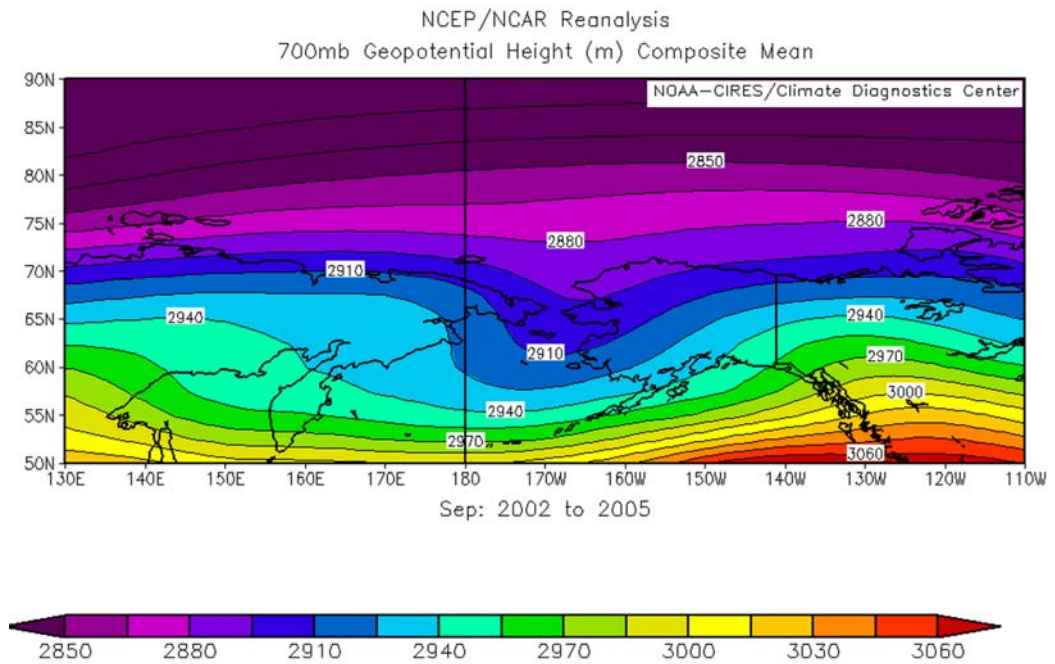 NCEP/NCAR Reanalysis
700mb Geopotential Height (m) Composite Mean
90N
NOAA-CIRES/Climate Diagnostics Center
85N
2850
80N
75N
2880
2880
70N
2910
65N
2940
2940
2910
60N
2970
3000
55N
2940
2970
3060
50N
130E 140E 150E 160E 170E 180 170W 160W 150W 140W 130W 120W 110W
Sep: 2002 to 2005
2850 2880 2910 2940 2970 3000 3030 3060